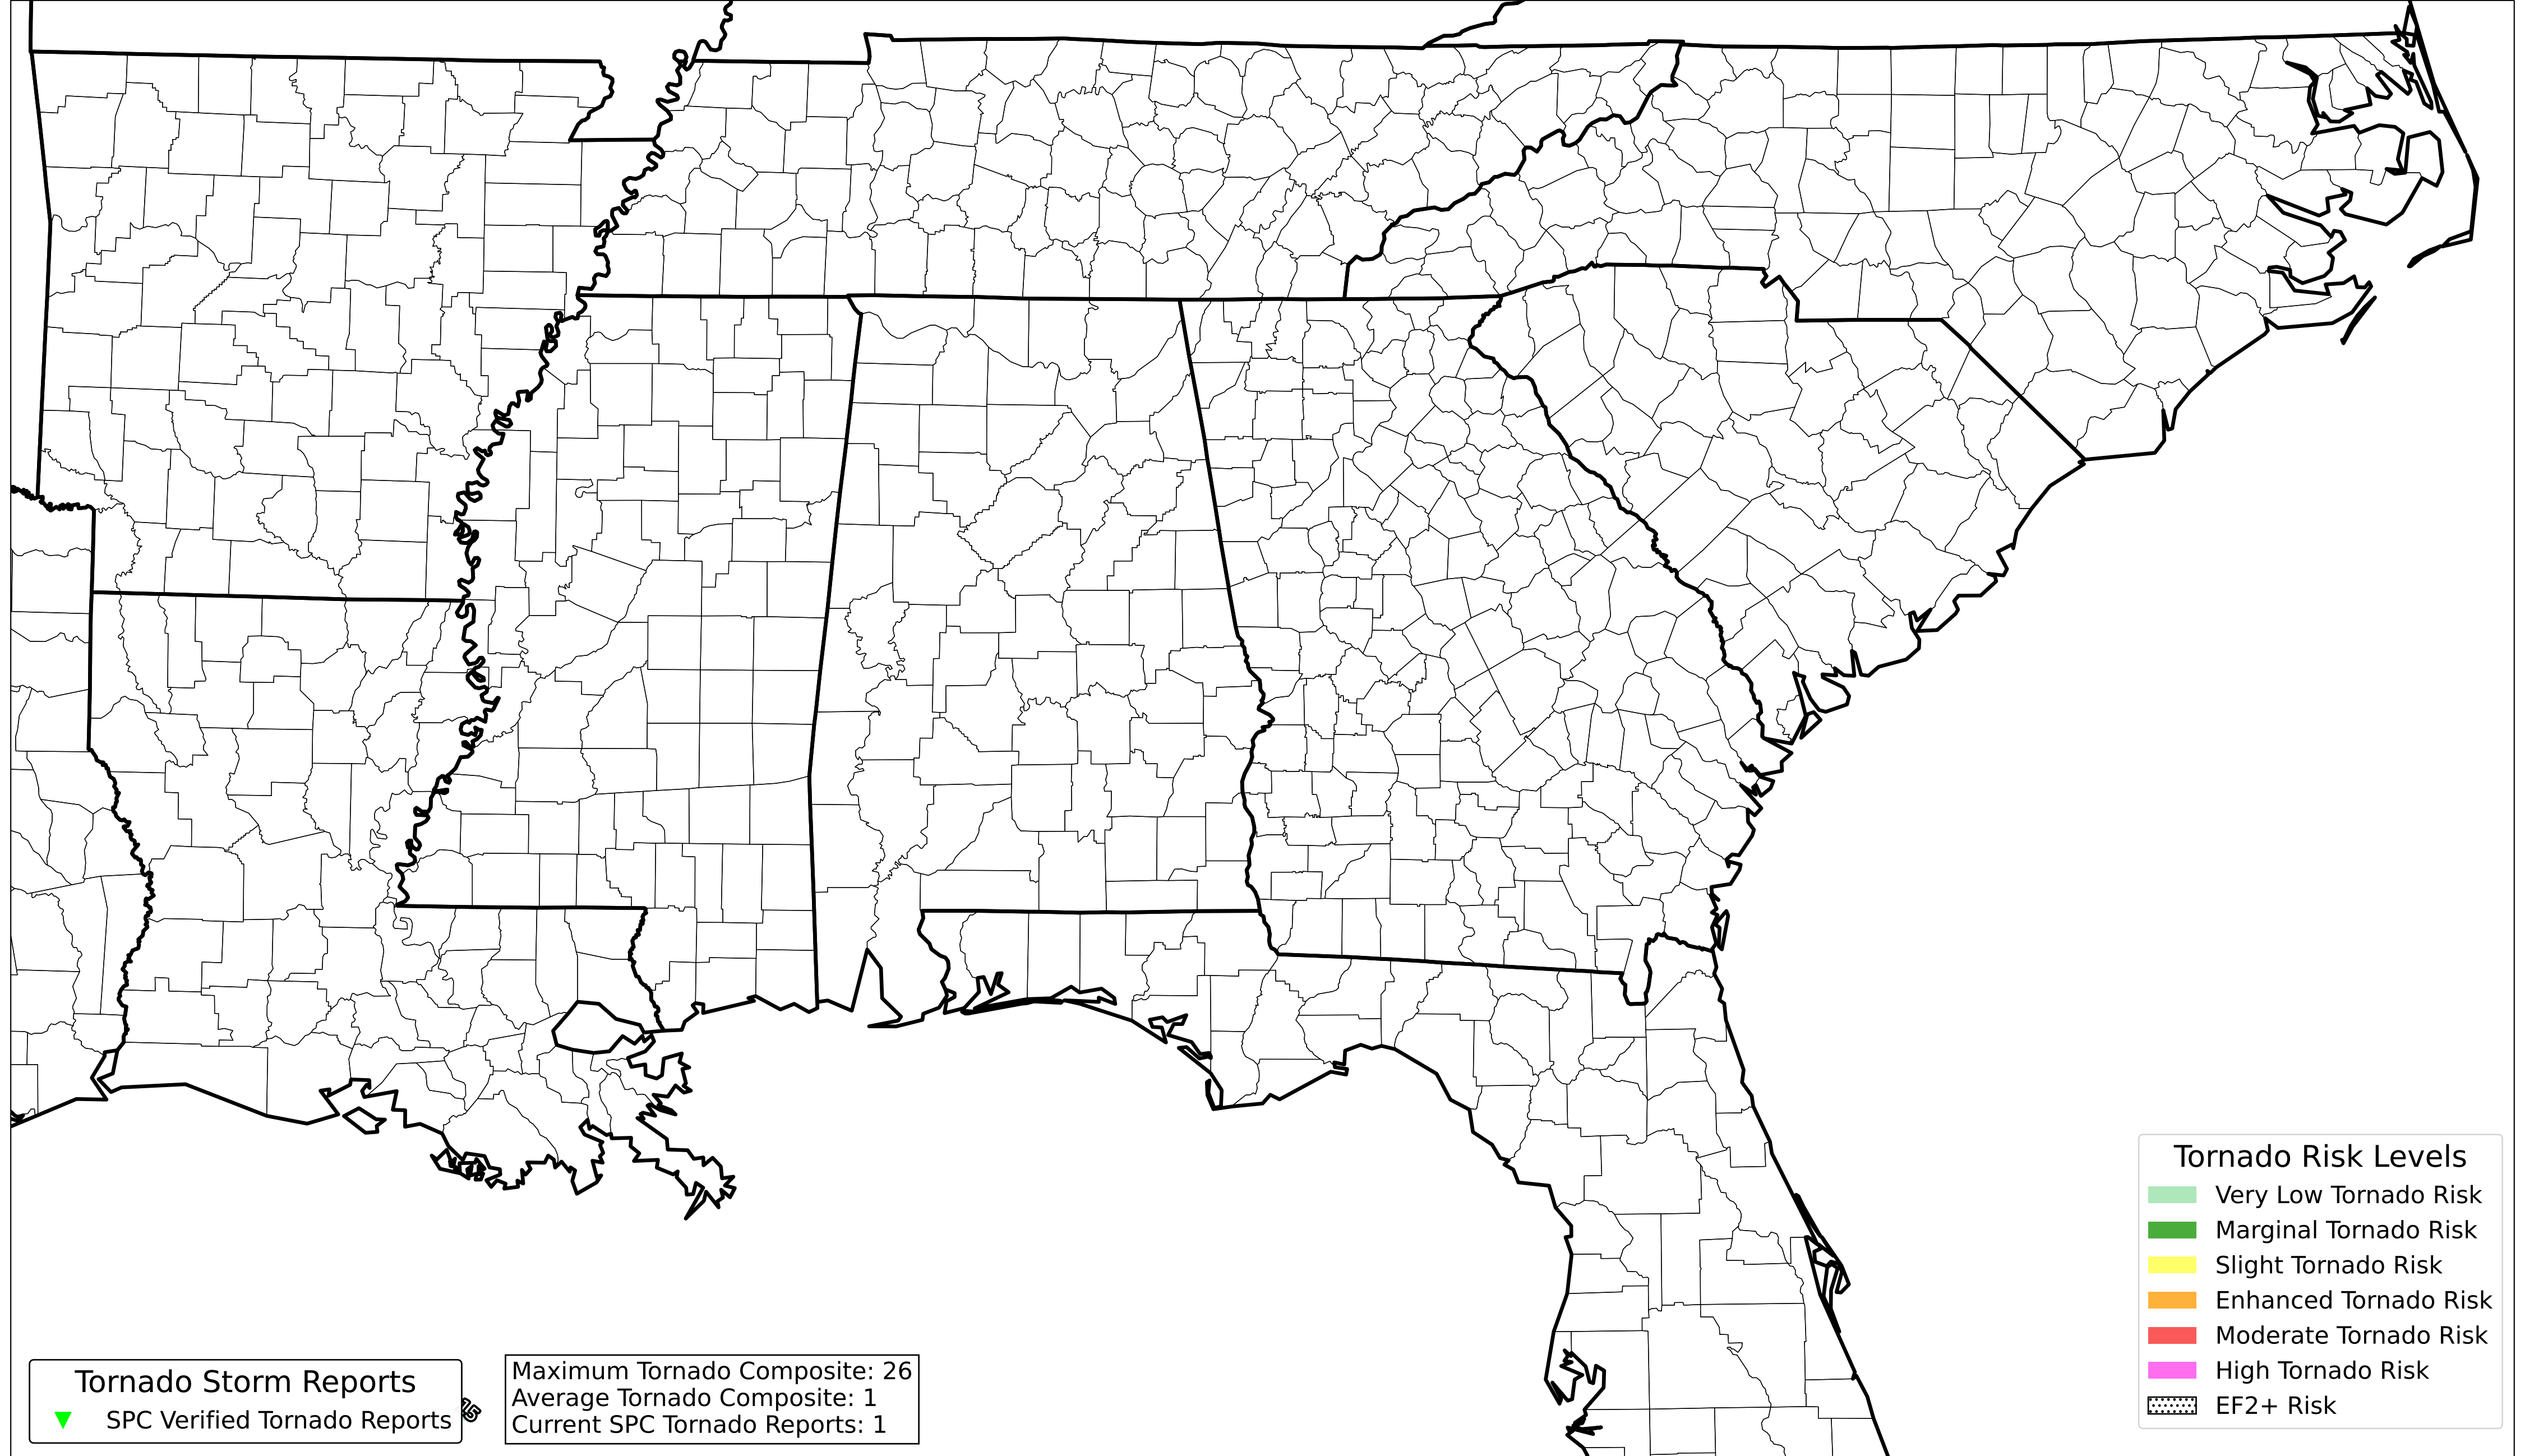 Tornado Storm Reports
SPC Verified Tornado Reports
15
Maximum Tornado Composite: 26
Average Tornado Composite: 1
Current SPC Tornado Reports: 1
Tornado Risk Levels
Very Low Tornado Risk
Marginal Tornado Risk
Slight Tornado Risk
Enhanced Tornado Risk
Moderate Tornado Risk
High Tornado Risk
EF2+ Risk